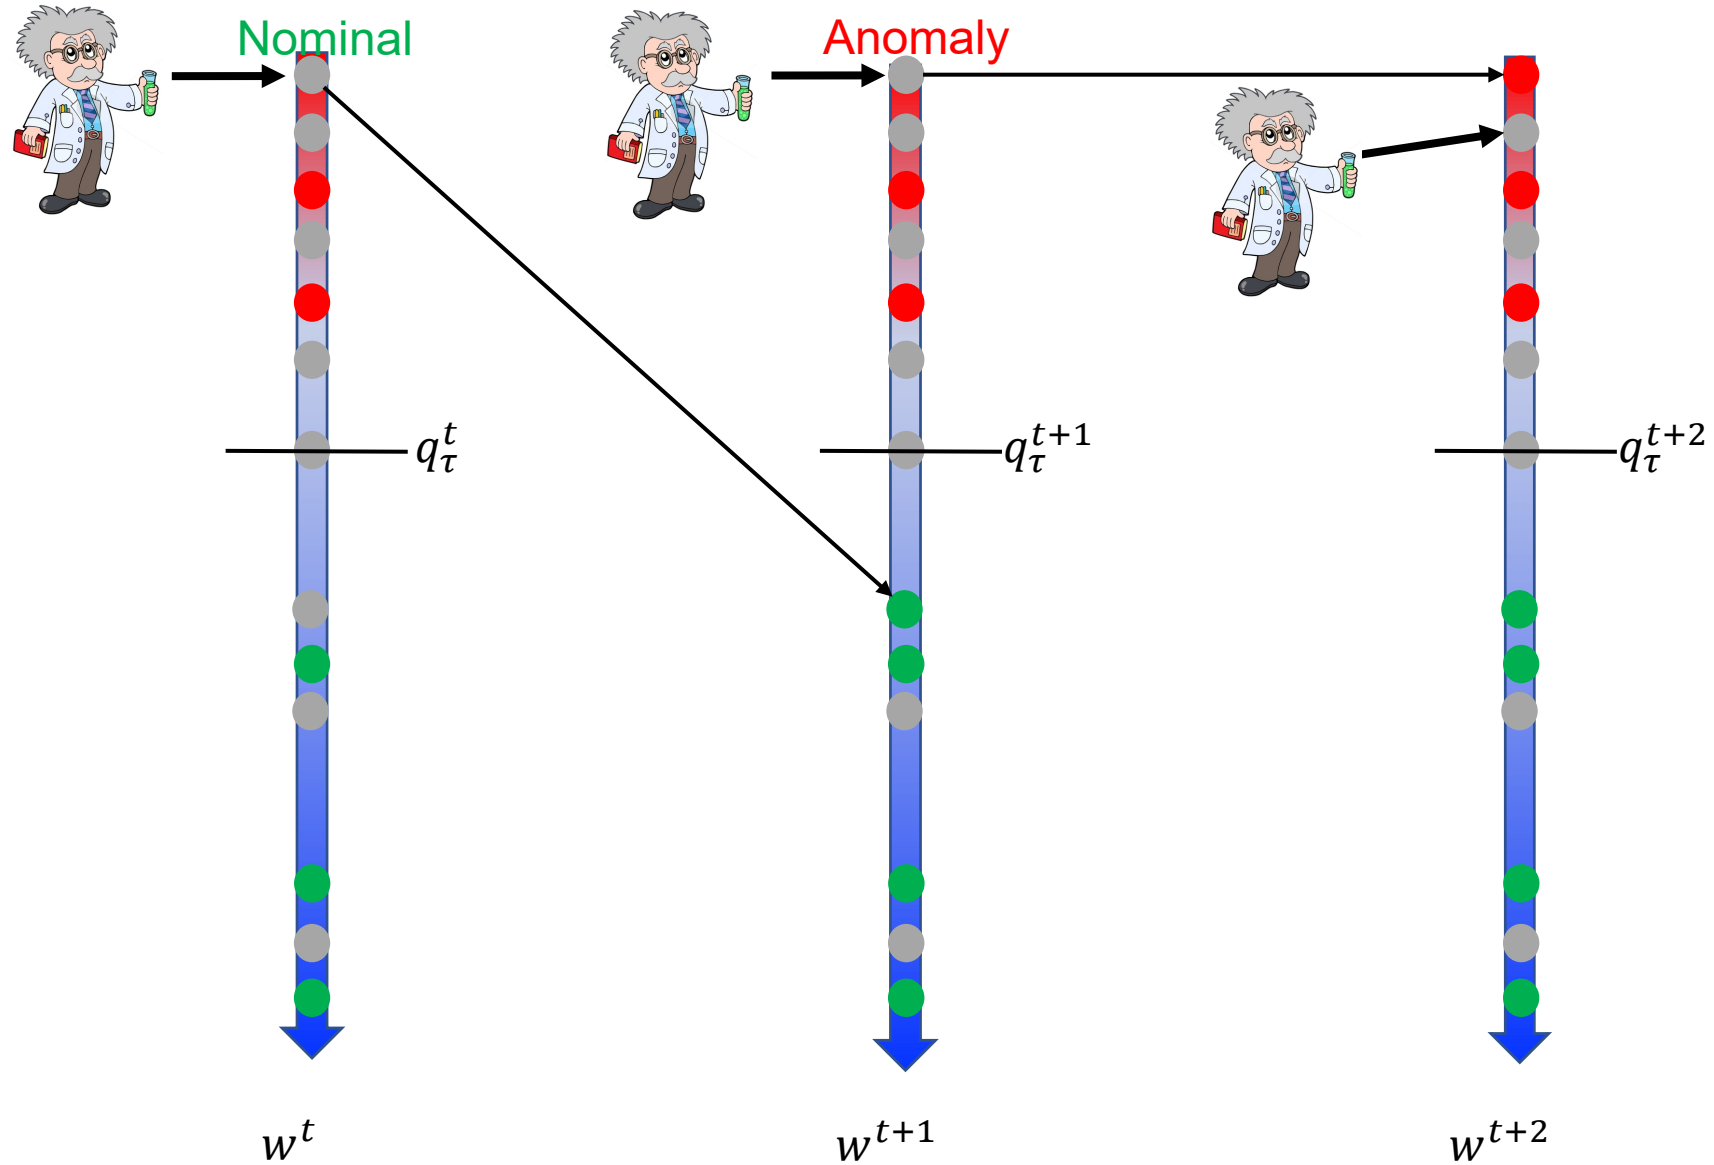 Nominal
Anomaly
q_τ^t
q_τ^{t+1}
q_τ^{t+2}
w^t
w^{t+1}
w^{t+2}